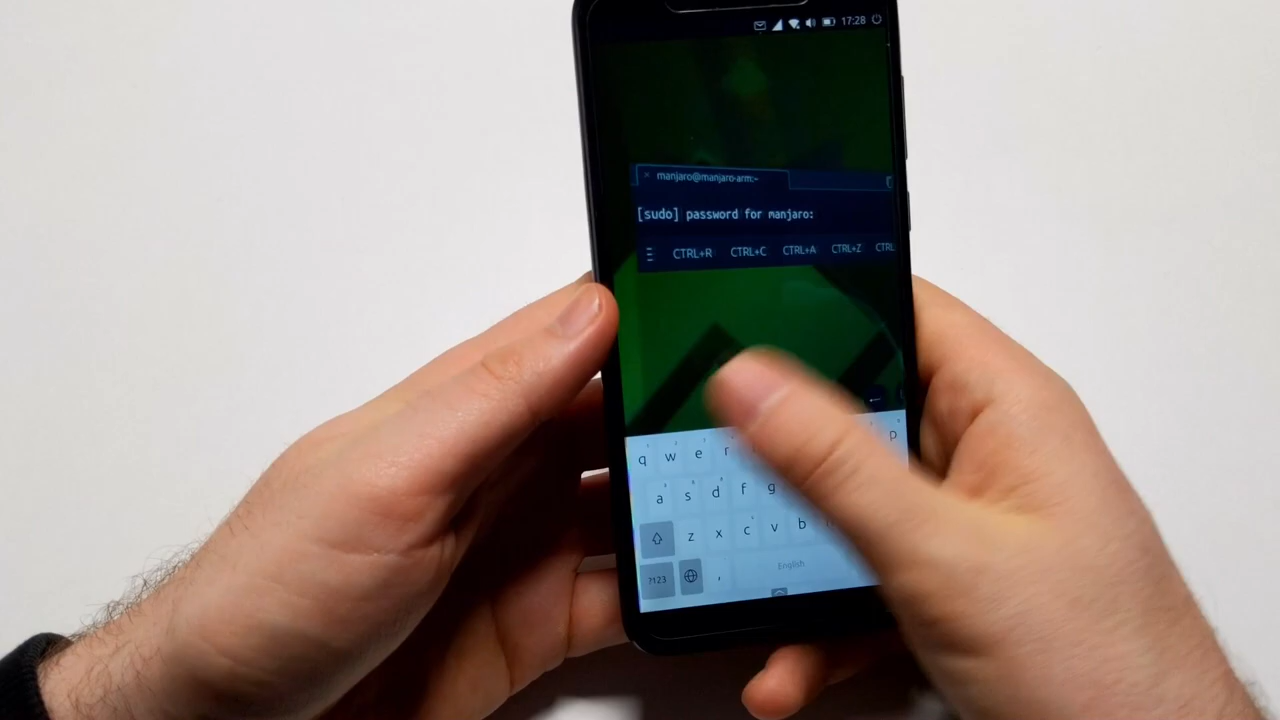 17:28
manjaro@manjaro-arm:~
[sudo] password for manjaro:
CTRL+R CTRL+C CTRL+A CTRL+Z CTRL
q w e r p
a s d f g
z x c v b
?123 , English